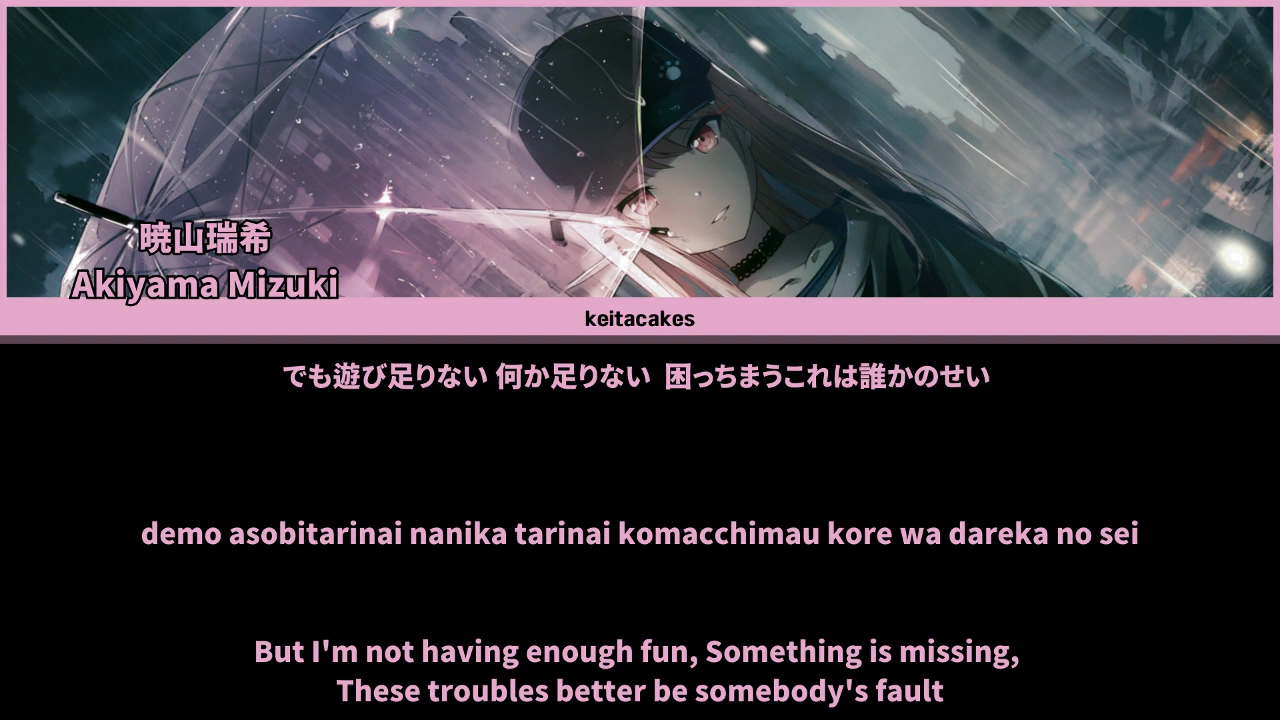 暁山瑞希
Akiyama Mizuki
keitacakes
でも遊び足りない 何か足りない 困っちまうこれは誰かのせい
demo asobitarinai nanika tarinai komacchimau kore wa dareka no sei
But I'm not having enough fun, Something is missing,
These troubles better be somebody's fault